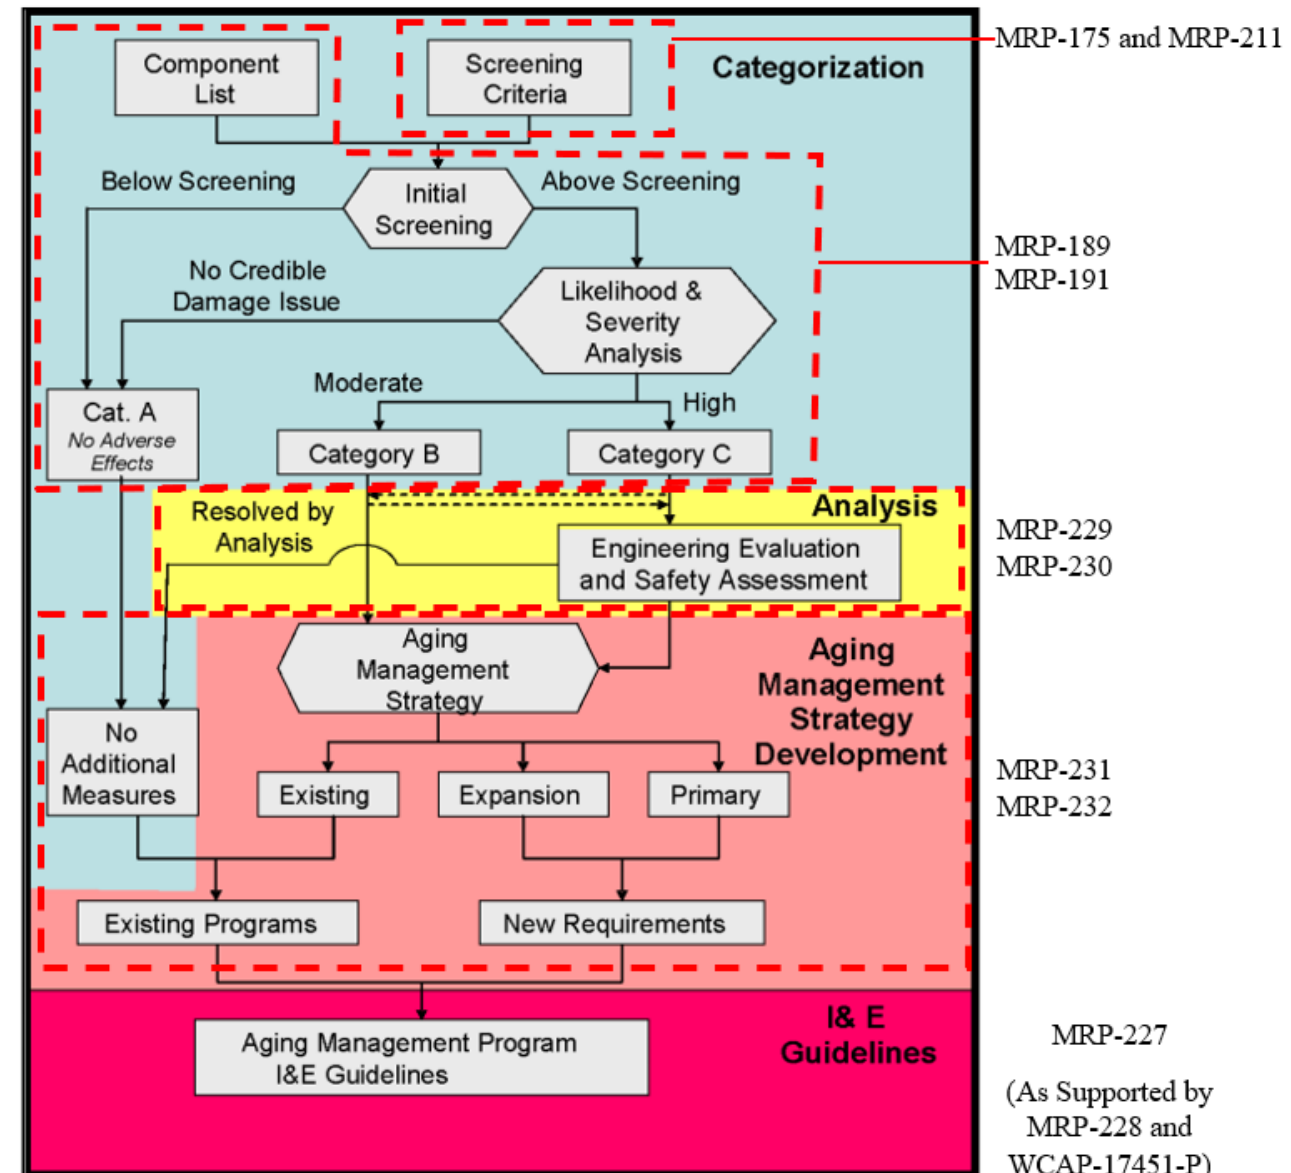 Component
List
Screening
Criteria
Categorization
MRP-175 and MRP-211
Below Screening
Initial
Screening
Above Screening
MRP-189
MRP-191
No Credible
Damage Issue
Likelihood &
Severity
Analysis
Moderate
High
Cat. A
No Adverse
Effects
Category B
Category C
Resolved by
Analysis
Analysis
Engineering Evaluation
and Safety Assessment
MRP-229
MRP-230
Aging
Management
Strategy
Aging
Management
Strategy
Development
No
Additional
Measures
Existing
Expansion
Primary
MRP-231
MRP-232
Existing Programs
New Requirements
Aging Management Program
I&E Guidelines
I& E
Guidelines
MRP-227
(As Supported by
MRP-228 and
WCAP-17451-P)